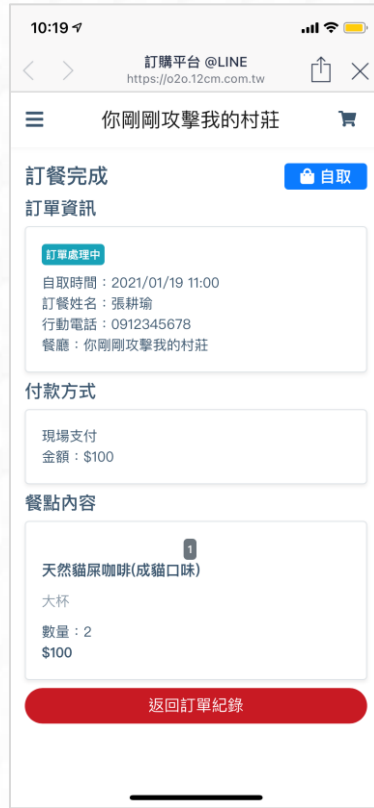 10:19
訂購平台 @LINE
https://o2o.12cm.com.tw
你剛剛攻擊我的村莊
訂餐完成
自取
訂單資訊
訂單處理中
自取時間：2021/01/19 11:00
訂餐姓名：張耕瑜
行動電話：0912345678
餐廳：你剛剛攻擊我的村莊
付款方式
現場支付
金額：$100
餐點內容
1
天然貓屎咖啡(成貓口味)
大杯
數量：2
$100
返回訂單紀錄